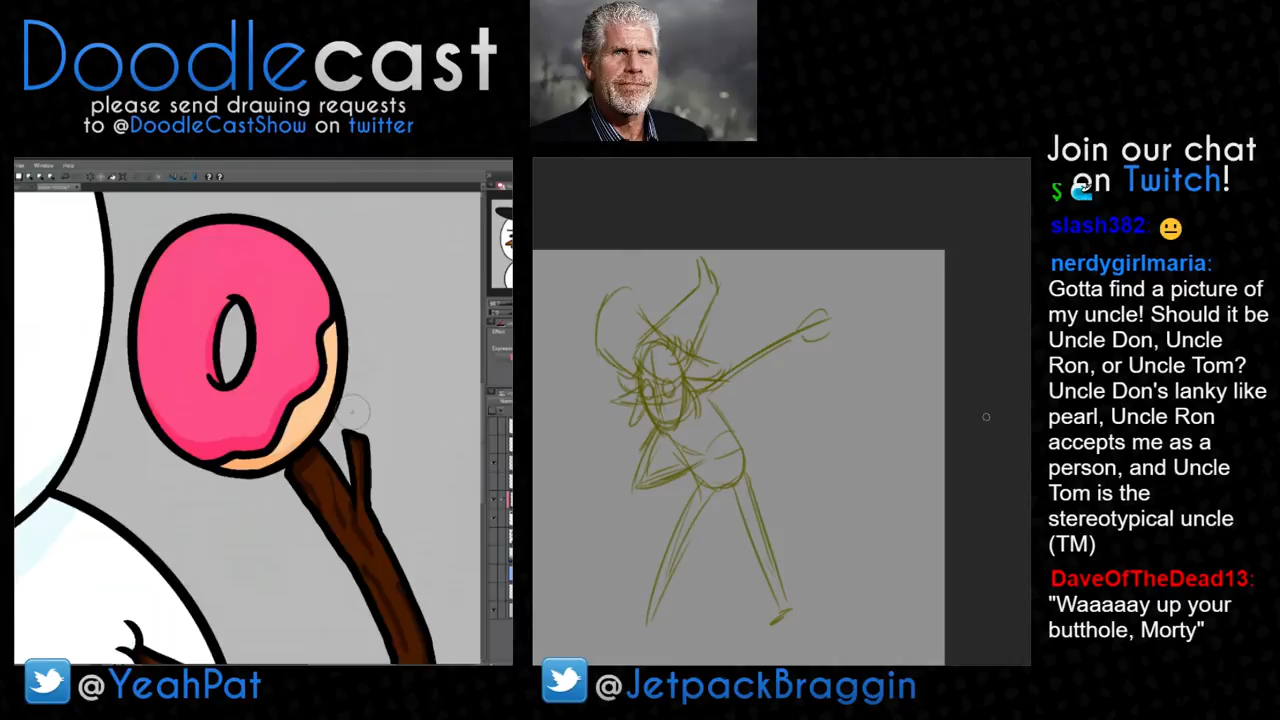 Doodlecast
please send drawing requests
to @DoodleCastShow on twitter
Window Help
Join our chat
on Twitch!
slash382:
nerdygirlmaria:
Gotta find a picture of
my uncle! Should it be
Uncle Don, Uncle
Ron, or Uncle Tom?
Uncle Don's lanky like
pearl, Uncle Ron
accepts me as a
person, and Uncle
Tom is the
stereotypical uncle
(TM)
DaveOfTheDead13:
"Waaaaay up your
butthole, Morty"
@YeahPat
@JetpackBraggin